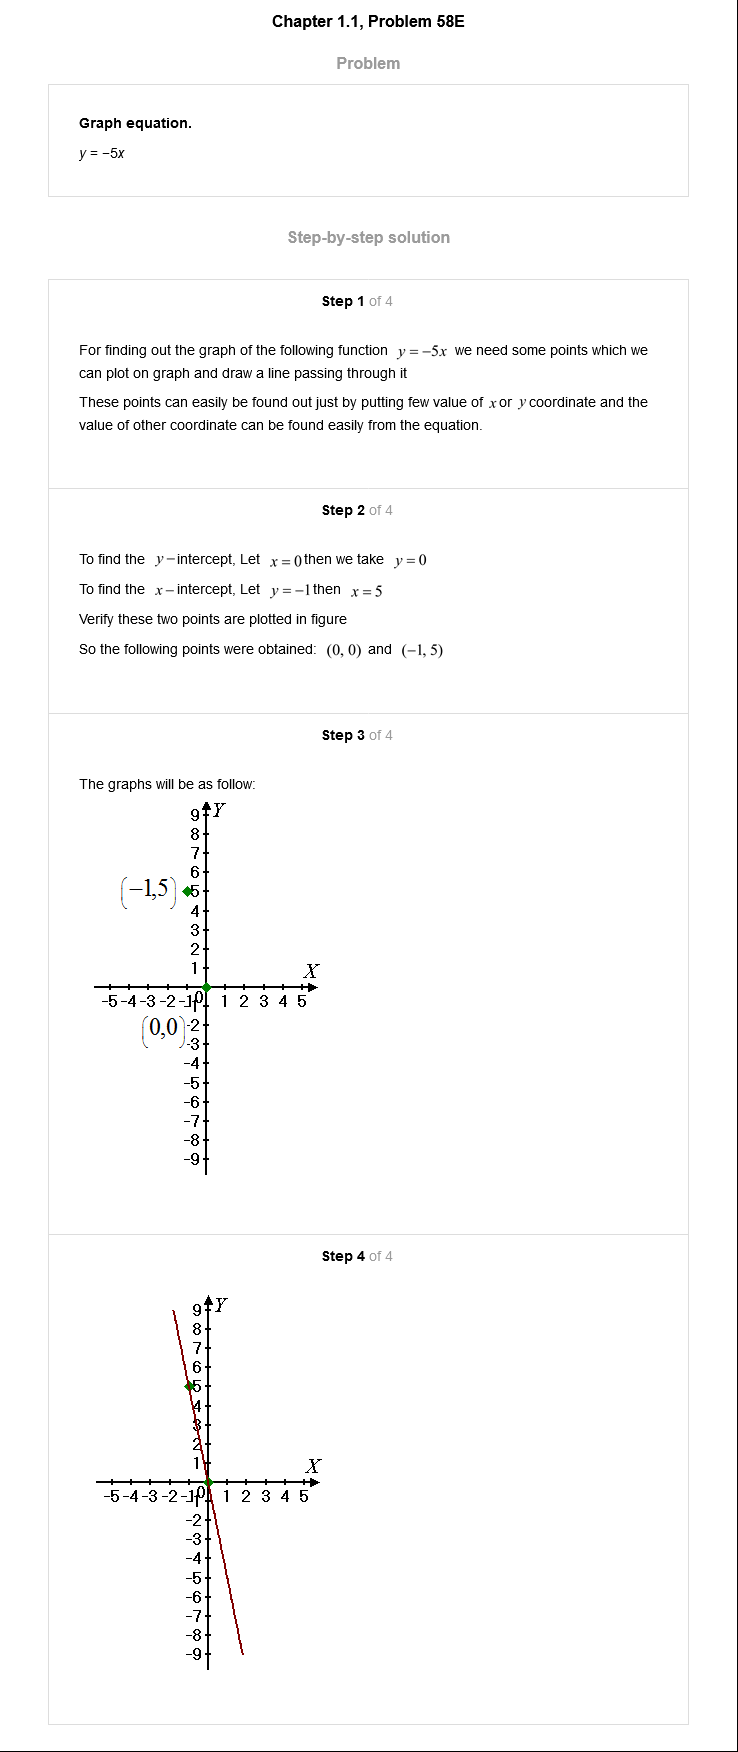 Chapter 1.1, Problem 58E
Problem
Graph equation.
y = −5x
Step-by-step solution
Step 1 of 4
For finding out the graph of the following function y = −5x we need some points which we
can plot on graph and draw a line passing through it
These points can easily be found out just by putting few value of x or y coordinate and the
value of other coordinate can be found easily from the equation.
Step 2 of 4
To find the y − intercept, Let x = 0 then we take y = 0
To find the x − intercept, Let y = −1 then x = 5
Verify these two points are plotted in figure
So the following points were obtained: (0, 0) and (−1, 5)
Step 3 of 4
The graphs will be as follow:
9 Y
8
7
6
(−1,5) 5
4
3
2
1 X
-5 -4 -3 -2 -1 0 1 2 3 4 5
(0,0) -2
-3
-4
-5
-6
-7
-8
-9
Step 4 of 4
9 Y
8
7
6
5
4
3
2
1 X
-5 -4 -3 -2 -1 0 1 2 3 4 5
-2
-3
-4
-5
-6
-7
-8
-9